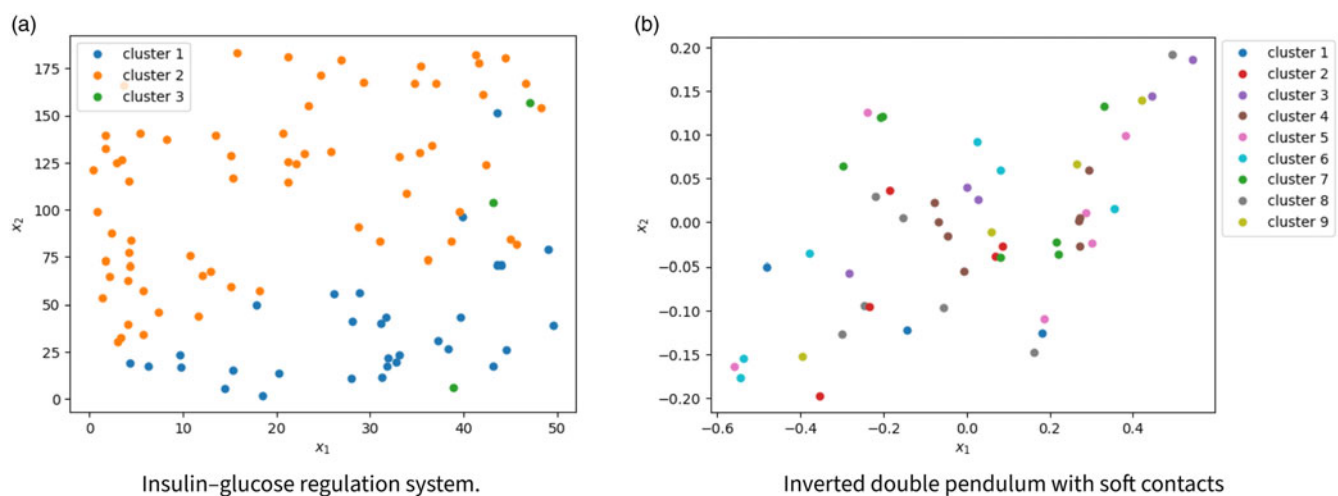 (a)
cluster 1
cluster 2
cluster 3
175
150
125
100
75
50
25
0
x₂
0 10 20 30 40 50
x₁
Insulin–glucose regulation system.
(b)
cluster 1
cluster 2
cluster 3
cluster 4
cluster 5
cluster 6
cluster 7
cluster 8
cluster 9
0.20
0.15
0.10
0.05
0.00
−0.05
−0.10
−0.15
−0.20
x₂
−0.6 −0.4 −0.2 0.0 0.2 0.4
x₁
Inverted double pendulum with soft contacts